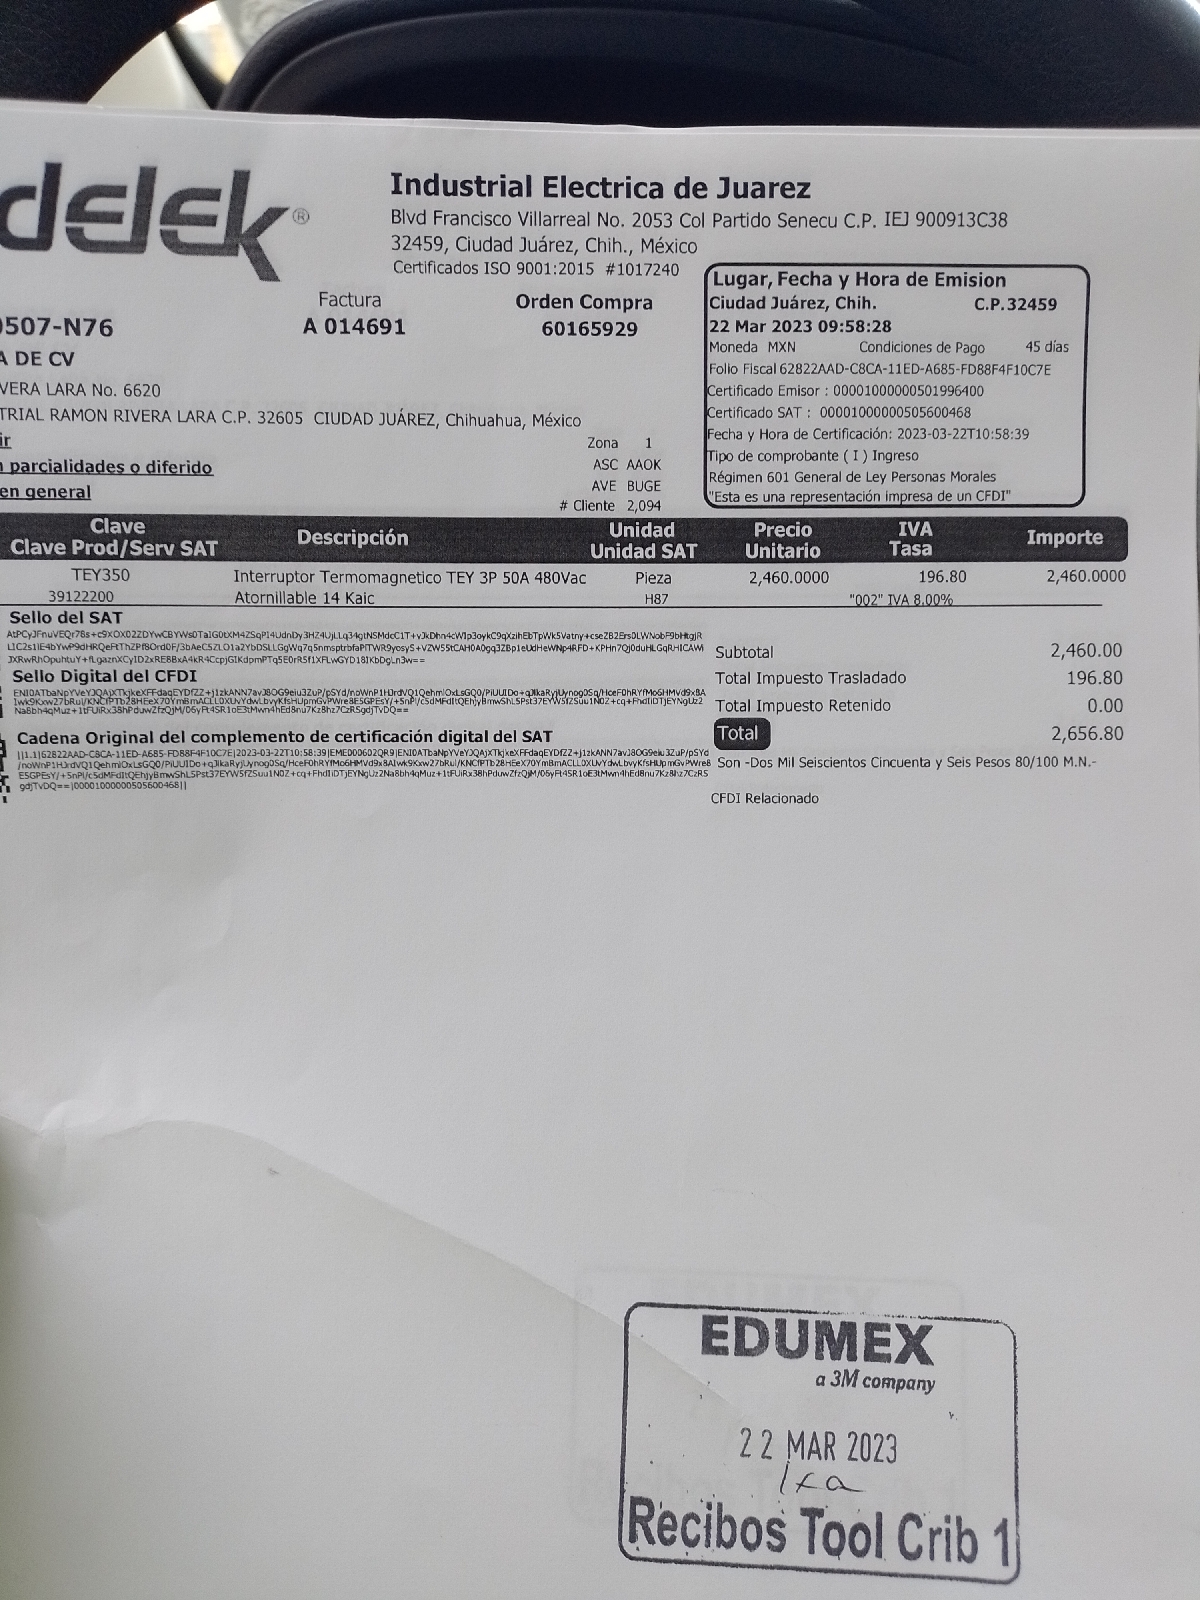 delek®
Industrial Electrica de Juarez
Blvd Francisco Villarreal No. 2053 Col Partido Senecu C.P. IEJ 900913C38
32459, Ciudad Juárez, Chih., México
Certificados ISO 9001:2015 #1017240
Lugar, Fecha y Hora de Emision
Ciudad Juárez, Chih. C.P.32459
22 Mar 2023 09:58:28
Moneda MXN Condiciones de Pago 45 días
Folio Fiscal 62822AAD-C8CA-11ED-A685-FD88F4F10C7E
Certificado Emisor : 00001000000501996400
Certificado SAT : 00001000000505600468
Fecha y Hora de Certificación: 2023-03-22T10:58:39
Tipo de comprobante ( I ) Ingreso
Régimen 601 General de Ley Personas Morales
"Esta es una representación impresa de un CFDI"
Factura Orden Compra
0507-N76 A 014691 60165929
A DE CV
VERA LARA No. 6620
TRIAL RAMON RIVERA LARA C.P. 32605 CIUDAD JUÁREZ, Chihuahua, México
ir Zona 1
n parcialidades o diferido ASC AAOK
en general AVE BUGE
# Cliente 2,094
Clave Descripción Unidad Precio IVA Importe
Clave Prod/Serv SAT Unidad SAT Unitario Tasa
TEY350 Interruptor Termomagnetico TEY 3P 50A 480Vac Pieza 2,460.0000 196.80 2,460.0000
39122200 Atornillable 14 Kaic H87 "002" IVA 8.00%
Sello del SAT
Sello Digital del CFDI
Cadena Original del complemento de certificación digital del SAT
Subtotal 2,460.00
Total Impuesto Trasladado 196.80
Total Impuesto Retenido 0.00
Total 2,656.80
Son -Dos Mil Seiscientos Cincuenta y Seis Pesos 80/100 M.N.-
CFDI Relacionado
EDUMEX
a 3M company
22 MAR 2023
Recibos Tool Crib 1